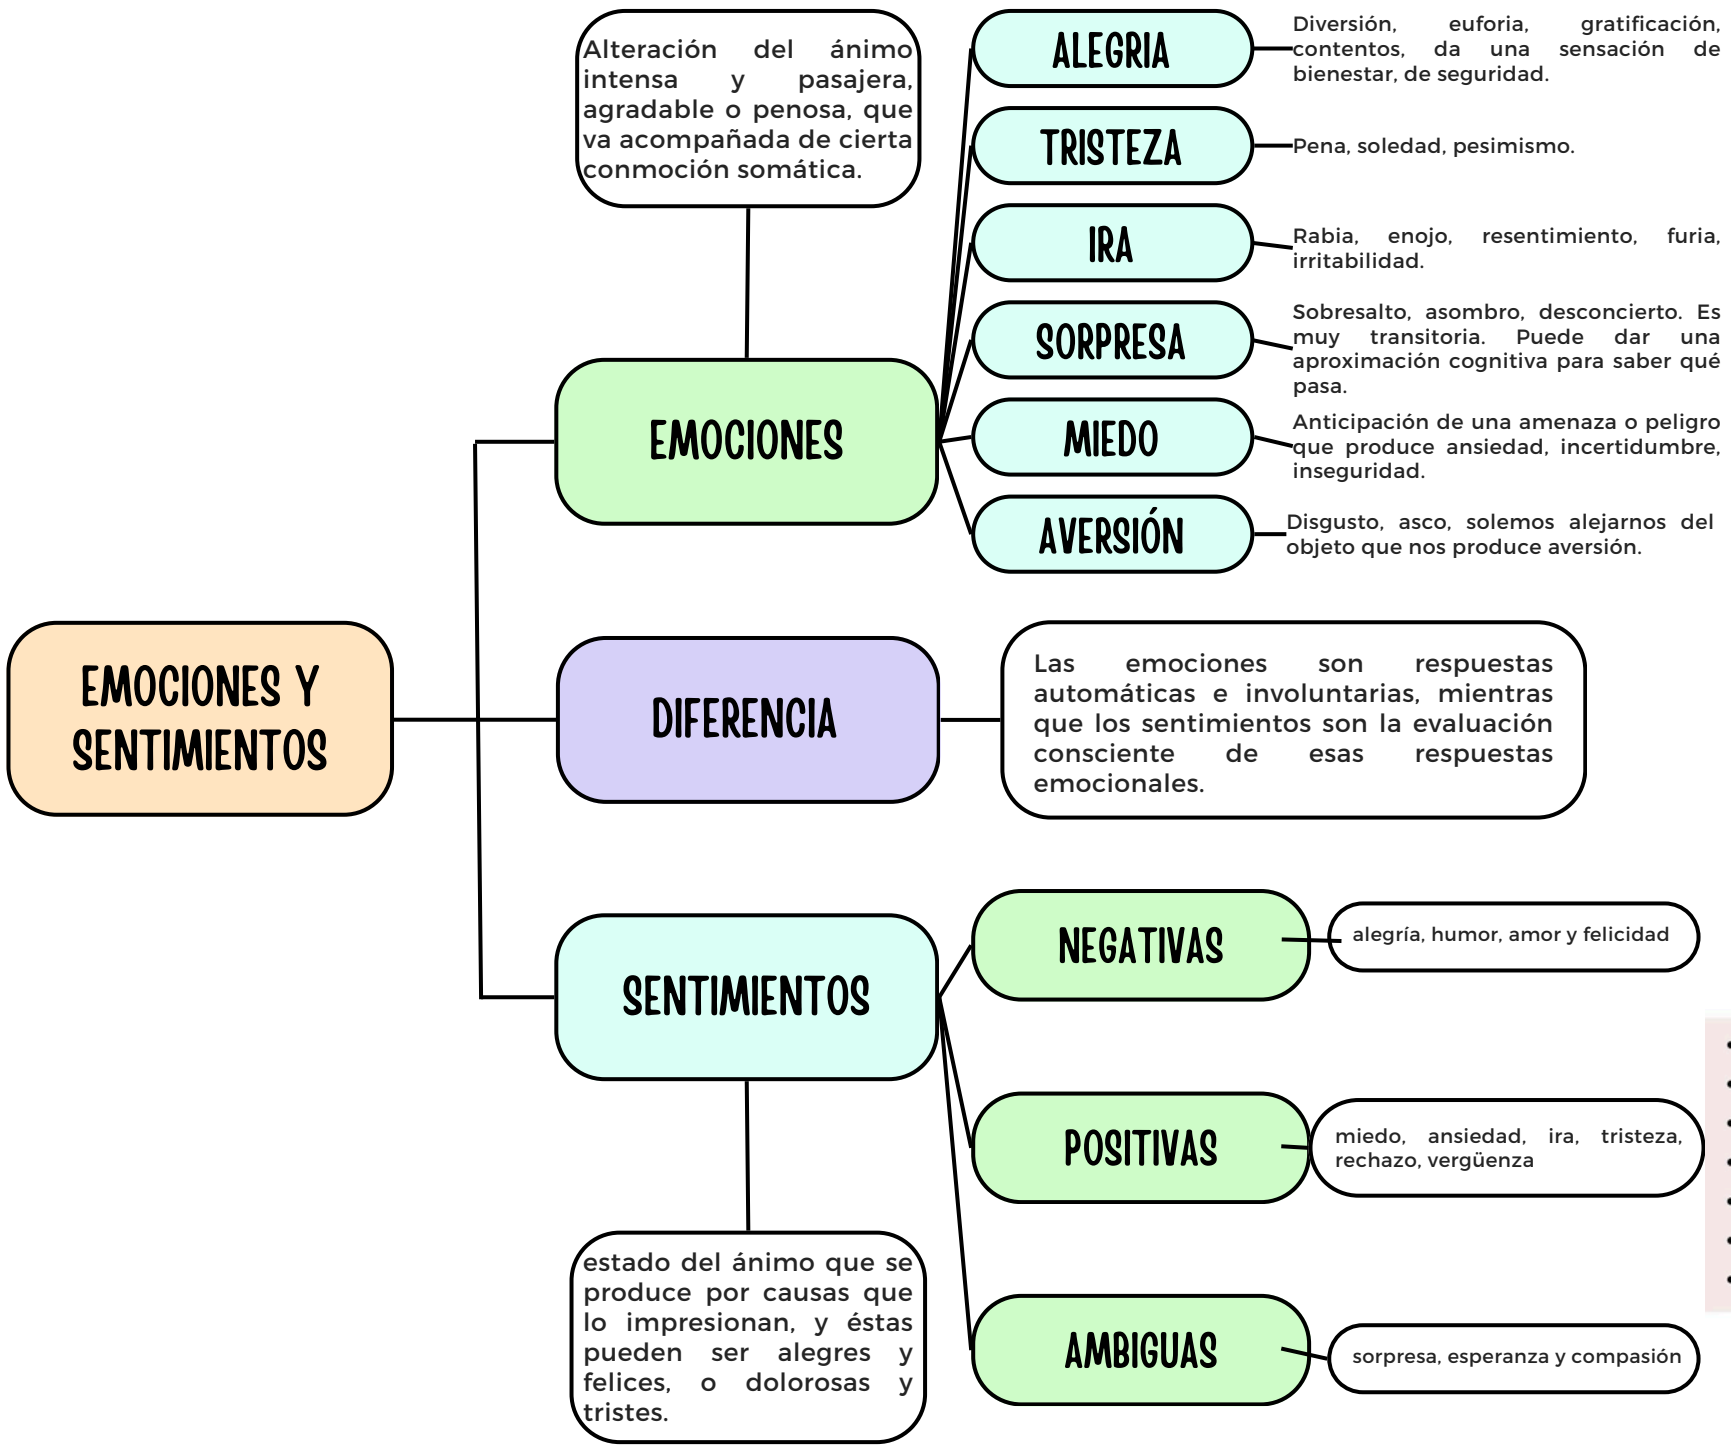 Alteración del ánimo
intensa y pasajera,
agradable o penosa, que
va acompañada de cierta
conmoción somática.
EMOCIONES
ALEGRIA
Diversión, euforia, gratificación,
contentos, da una sensación de
bienestar, de seguridad.
TRISTEZA
Pena, soledad, pesimismo.
IRA
Rabia, enojo, resentimiento, furia,
irritabilidad.
SORPRESA
Sobresalto, asombro, desconcierto. Es
muy transitoria. Puede dar una
aproximación cognitiva para saber qué
pasa.
MIEDO
Anticipación de una amenaza o peligro
que produce ansiedad, incertidumbre,
inseguridad.
AVERSIÓN
Disgusto, asco, solemos alejarnos del
objeto que nos produce aversión.
EMOCIONES Y
SENTIMIENTOS
DIFERENCIA
Las emociones son respuestas
automáticas e involuntarias, mientras
que los sentimientos son la evaluación
consciente de esas respuestas
emocionales.
SENTIMIENTOS
NEGATIVAS
alegría, humor, amor y felicidad
POSITIVAS
miedo, ansiedad, ira, tristeza,
rechazo, vergüenza
AMBIGUAS
sorpresa, esperanza y compasión
estado del ánimo que se
produce por causas que
lo impresionan, y éstas
pueden ser alegres y
felices, o dolorosas y
tristes.